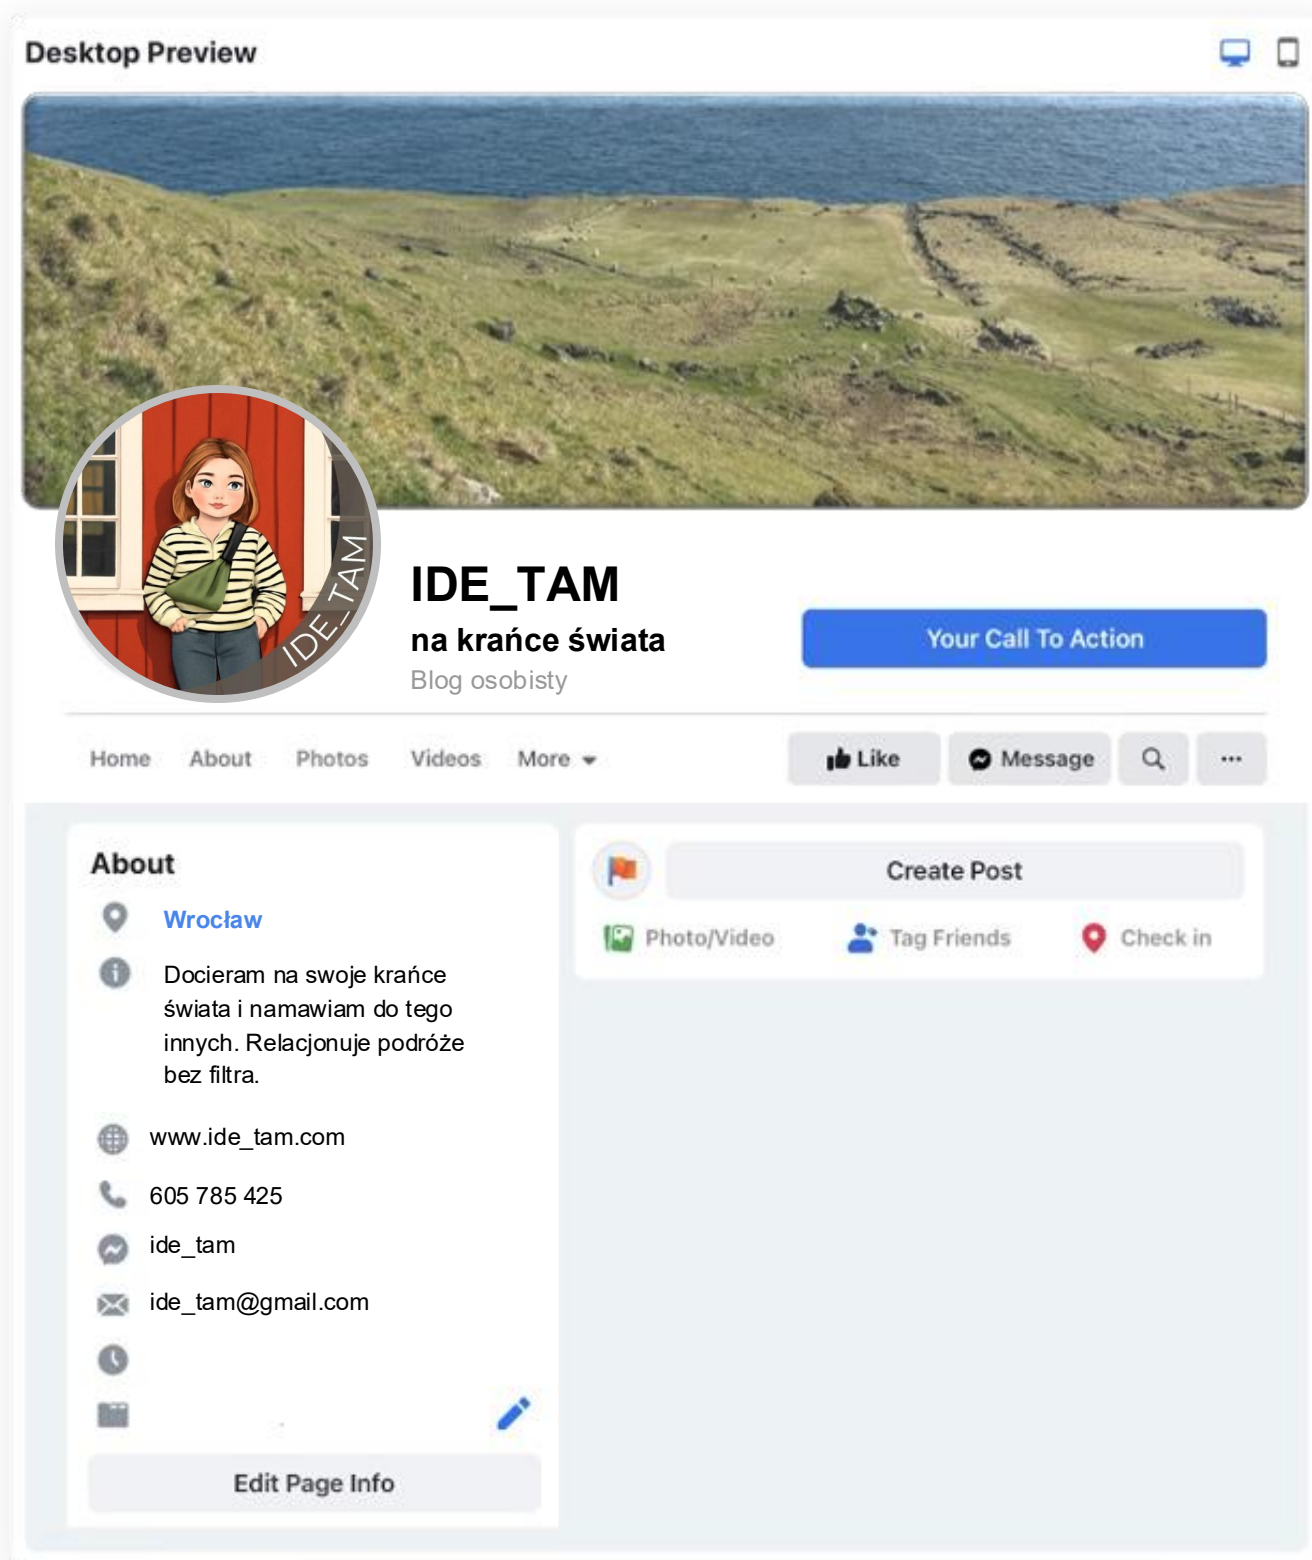 Desktop Preview
IDE_TAM
IDE_TAM
na krańce świata
Blog osobisty
Your Call To Action
Home About Photos Videos More
Like Message
About
Wrocław
Docieram na swoje krańce
świata i namawiam do tego
innych. Relacjonuje podróże
bez filtra.
www.ide_tam.com
605 785 425
ide_tam
ide_tam@gmail.com
Edit Page Info
Create Post
Photo/Video Tag Friends Check in